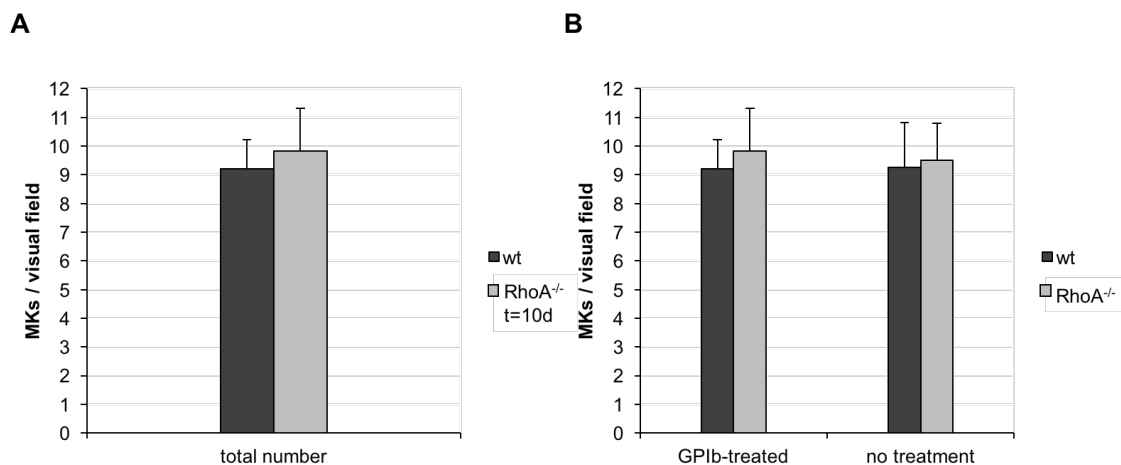 A
MKs / visual field
12
11
10
9
8
7
6
5
4
3
2
1
0
total number
wt
RhoA-/-
t=10d
B
MKs / visual field
12
11
10
9
8
7
6
5
4
3
2
1
0
GPIb-treated
no treatment
wt
RhoA-/-